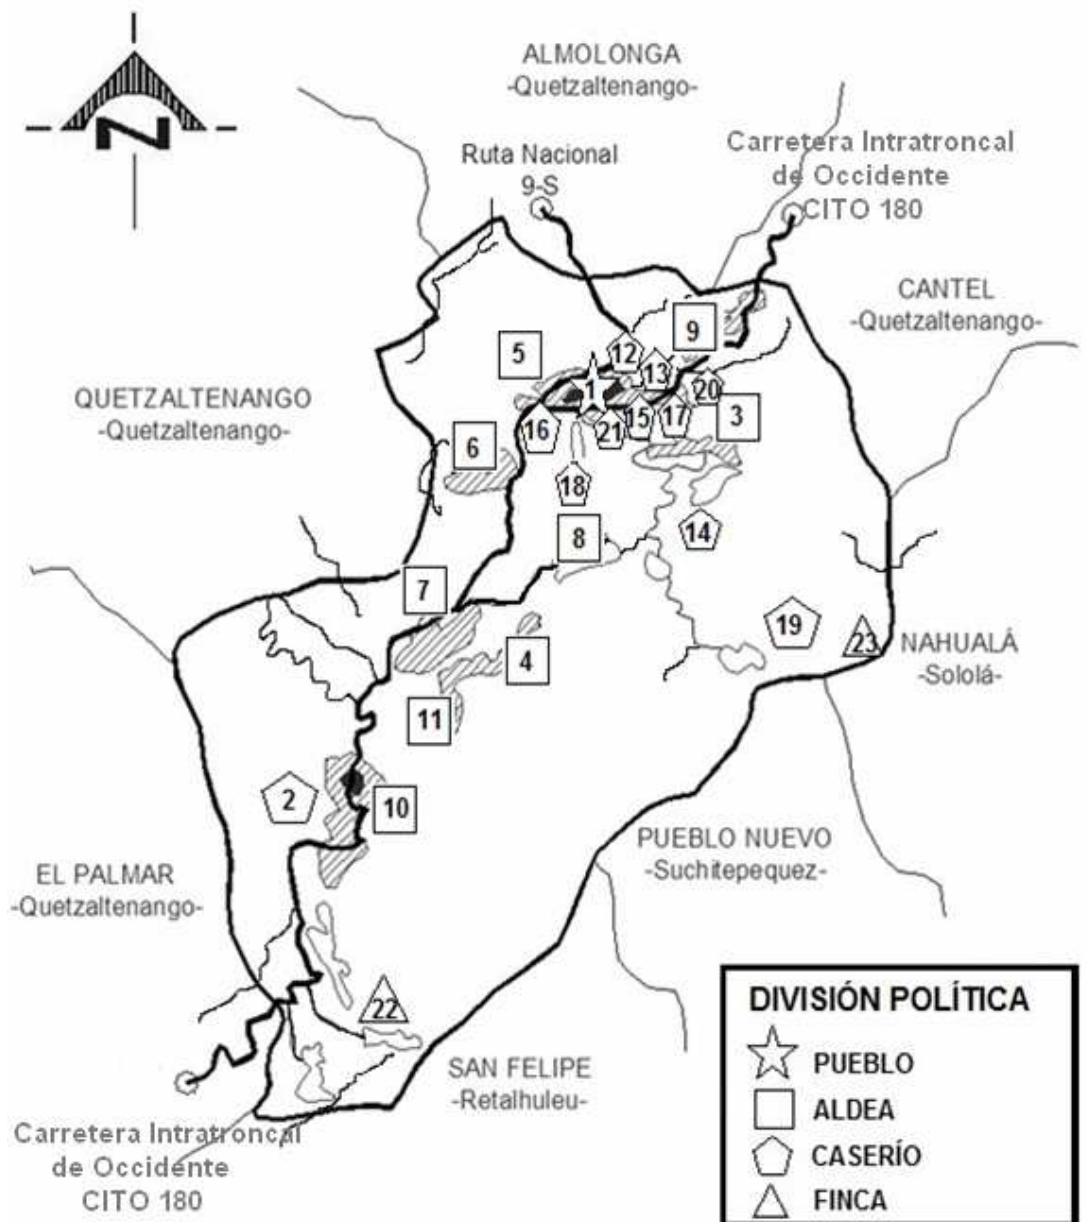 ALMOLONGA
-Quetzaltenango-
Carretera Intratroncal
de Occidente
CITO 180
Ruta Nacional
9-S
N
CANTEL
-Quetzaltenango-
9
12
5
13
1
20
QUETZALTENANGO
-Quetzaltenango-
3
15
17
16
21
6
18
14
8
7
19
23
NAHUALÁ
-Sololá-
4
11
2
10
PUEBLO NUEVO
-Suchitepequez-
EL PALMAR
-Quetzaltenango-
22
SAN FELIPE
-Retalhuleu-
Carretera Intratroncal
de Occidente
CITO 180
DIVISIÓN POLÍTICA
PUEBLO
ALDEA
CASERÍO
FINCA